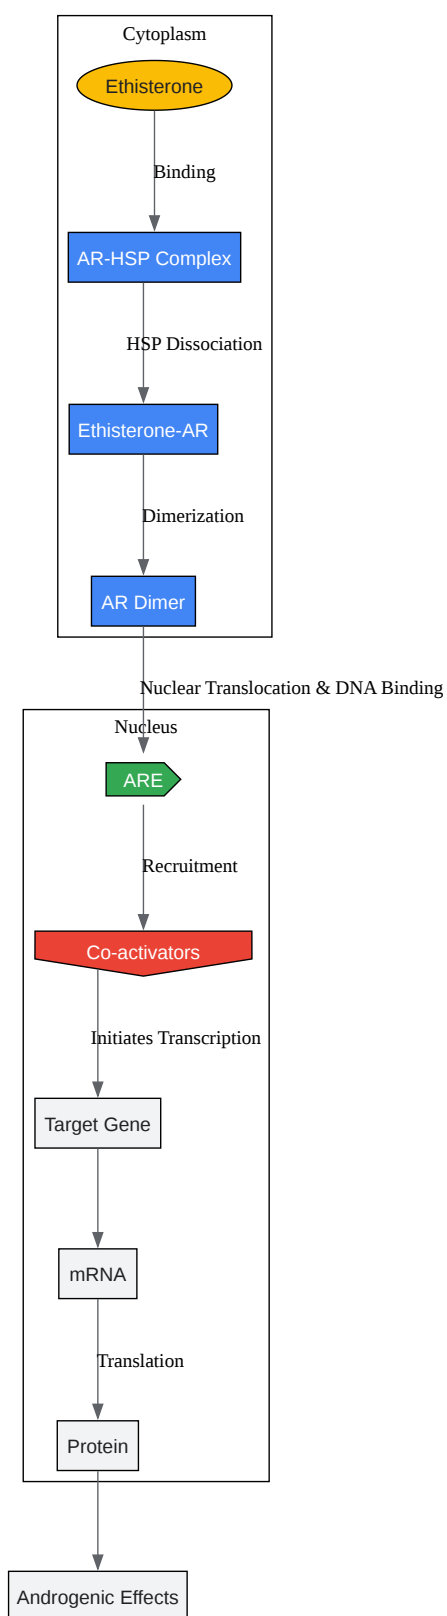 Cytoplasm
Ethisterone
Binding
AR-HSP Complex
HSP Dissociation
Ethisterone-AR
Dimerization
AR Dimer
Nuclear Translocation & DNA Binding
Nucleus
ARE
Recruitment
Co-activators
Initiates Transcription
Target Gene
mRNA
Translation
Protein
Androgenic Effects